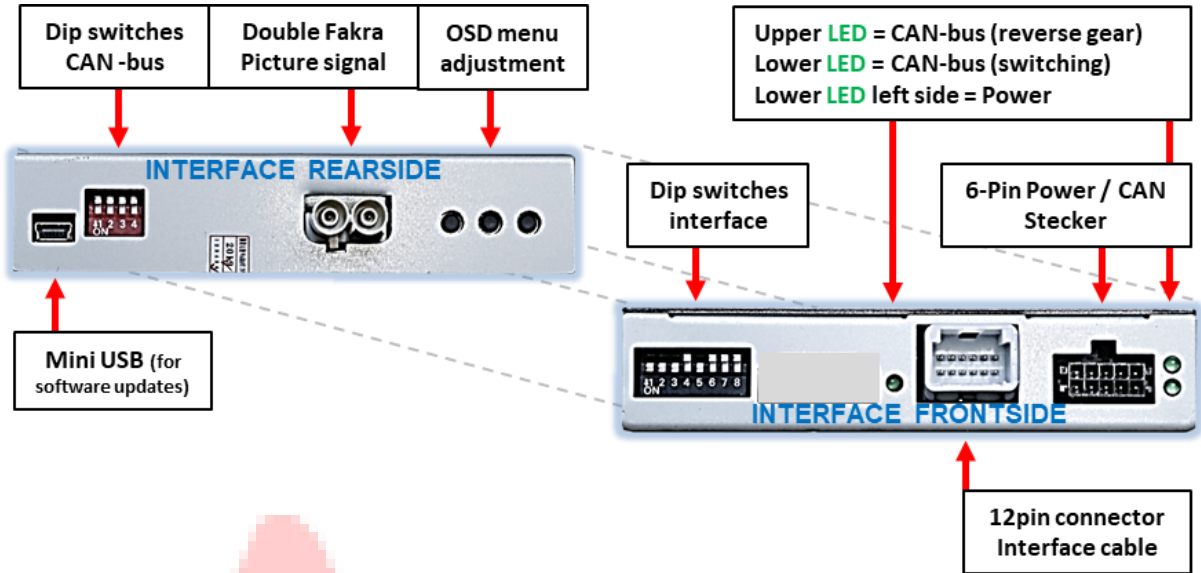 Dip switches
CAN -bus
Double Fakra
Picture signal
OSD menu
adjustment
Upper LED = CAN-bus (reverse gear)
Lower LED = CAN-bus (switching)
Lower LED left side = Power
INTERFACE REARSIDE
1 2 3 4
ON
Dip switches
interface
6-Pin Power / CAN
Stecker
Mini USB (for
software updates)
1 2 3 4 5 6 7 8
ON
INTERFACE FRONTSIDE
12pin connector
Interface cable